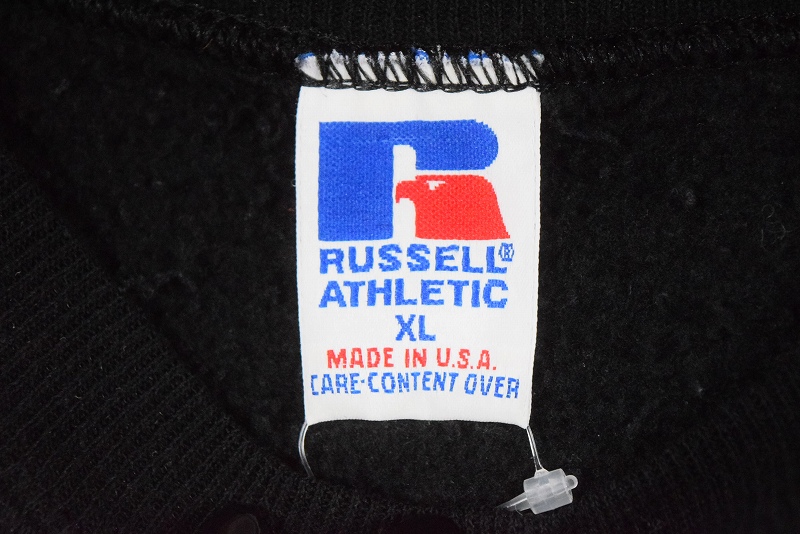 RUSSELL®
ATHLETIC
XL
MADE IN U.S.A.
CARE-CONTENT OVER